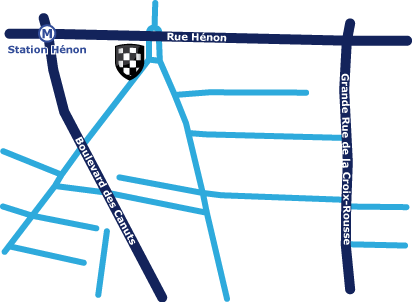 M
Rue Hénon
Station Hénon
Boulevard des Canuts
Grande Rue de la Croix-Rousse